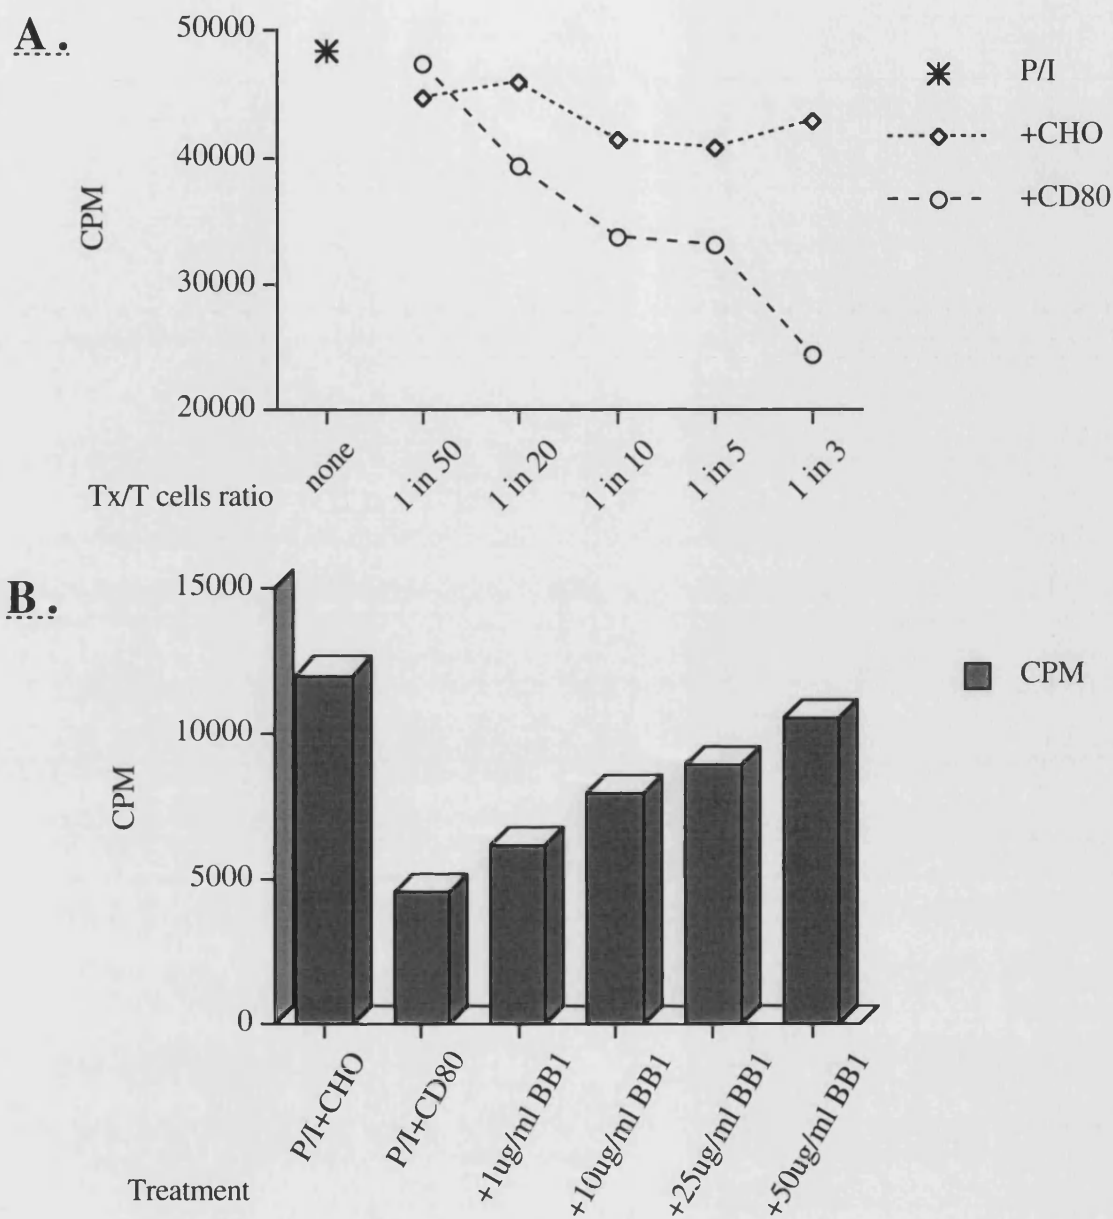 A.
50000
40000
30000
20000
CPM
P/I
+CHO
+CD80
Tx/T cells ratio
none
1 in 50
1 in 20
1 in 10
1 in 5
1 in 3
B.
15000
10000
5000
0
CPM
CPM
P/I+CHO
P/I+CD80
+1ug/ml BB1
+10ug/ml BB1
+25ug/ml BB1
+50ug/ml BB1
Treatment